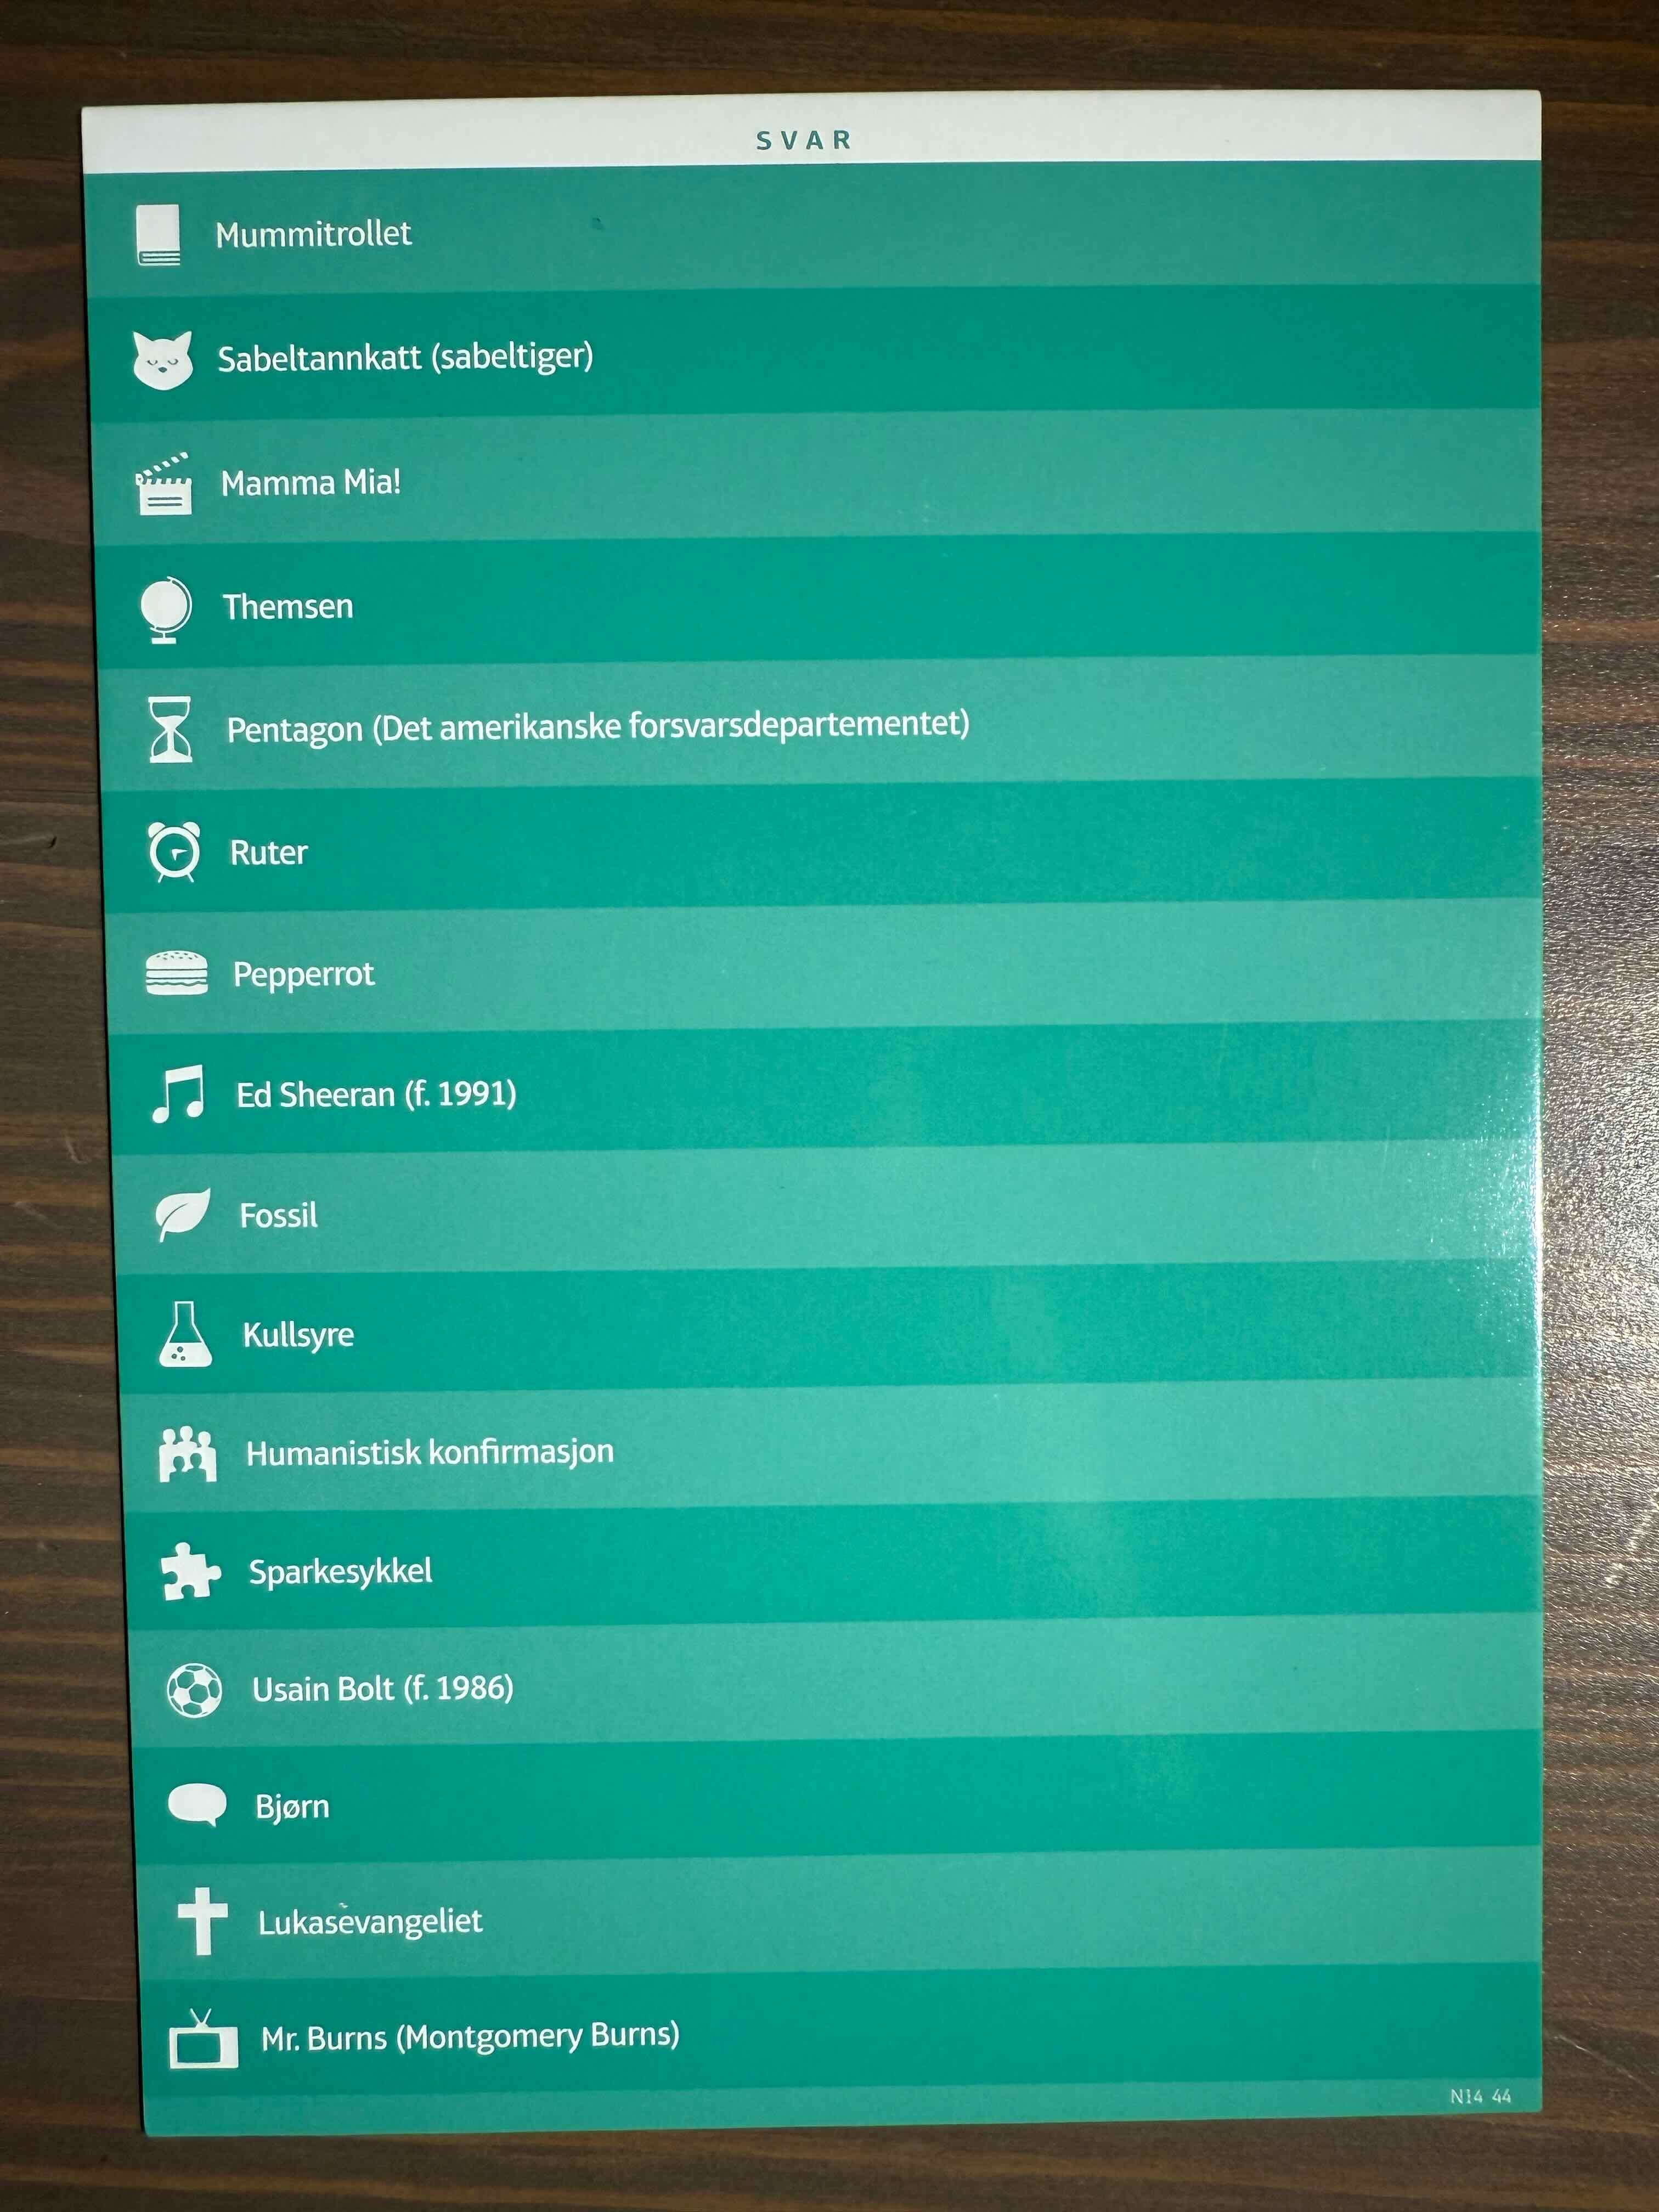 SVAR
Mummitrollet
Sabeltannkatt (sabeltiger)
Mamma Mia!
Themsen
Pentagon (Det amerikanske forsvarsdepartementet)
Ruter
Pepperrot
Ed Sheeran (f. 1991)
Fossil
Kullsyre
Humanistisk konfirmasjon
Sparkesykkel
Usain Bolt (f. 1986)
Bjørn
Lukasevangeliet
Mr. Burns (Montgomery Burns)
N14 44